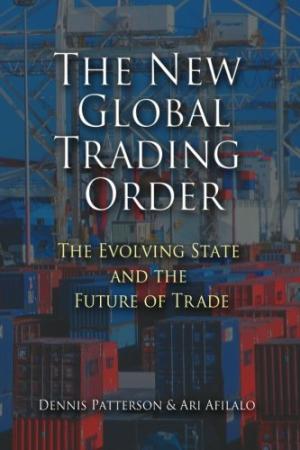 THE NEW
GLOBAL
TRADING
ORDER
THE EVOLVING STATE
AND THE
FUTURE OF TRADE
DENNIS PATTERSON & ARI AFILALO